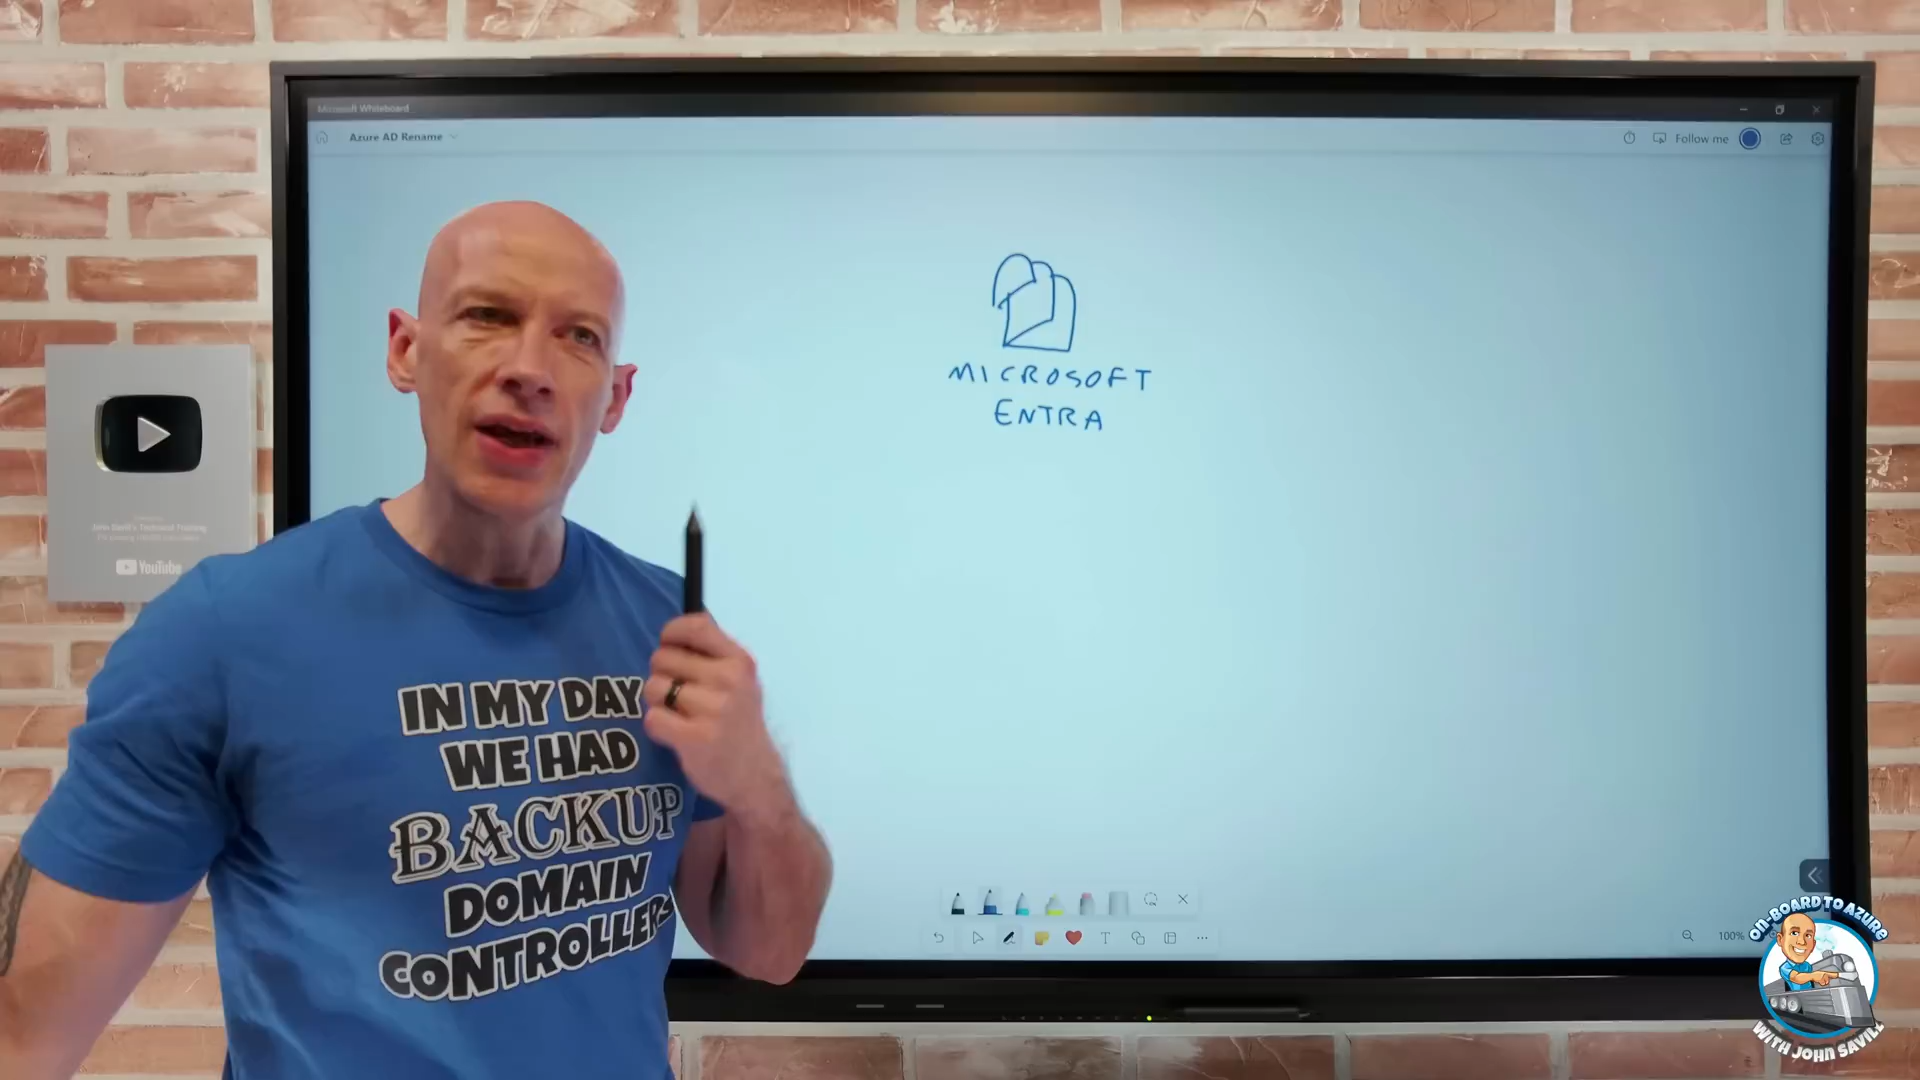 Microsoft Whiteboard
Azure AD Rename
Follow me
MICROSOFT
ENTRA
YouTube
IN MY DAY
WE HAD
BACKUP
DOMAIN
CONTROLLERS
100%
ON-BOARD TO AZURE
WITH JOHN SAVILL